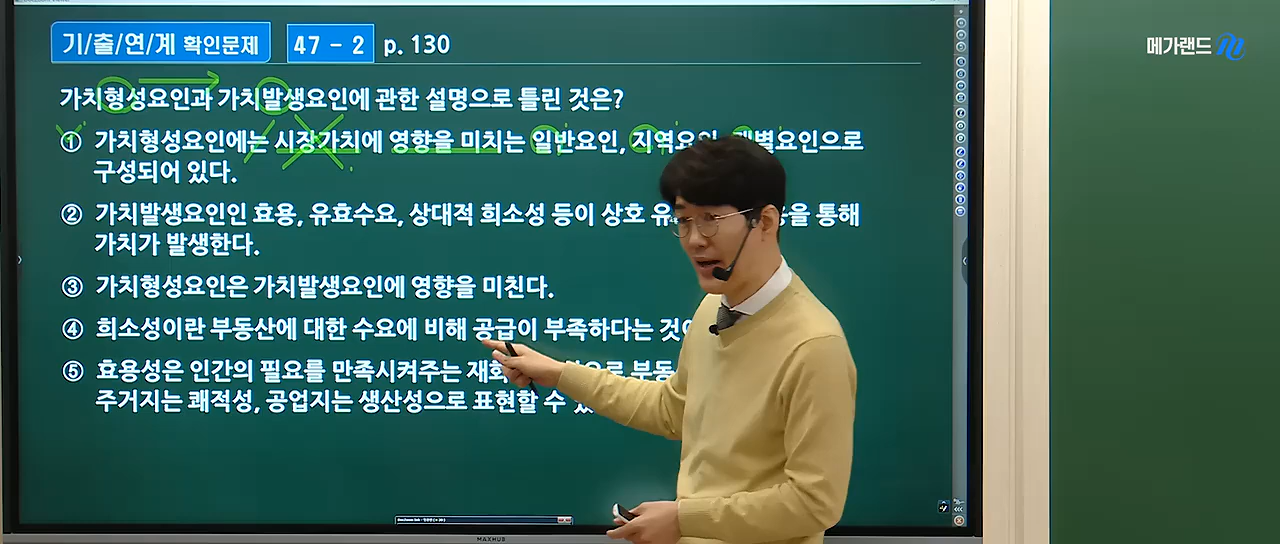 기/출/연/계 확인문제 47 - 2 p. 130
메가랜드
가치형성요인과 가치발생요인에 관한 설명으로 틀린 것은?
① 가치형성요인에는 시장가치에 영향을 미치는 일반요인, 지역요인, 개별요인으로
구성되어 있다.
② 가치발생요인인 효용, 유효수요, 상대적 희소성 등이 상호 을 통해
가치가 발생한다.
③ 가치형성요인은 가치발생요인에 영향을 미친다.
④ 희소성이란 부동산에 대한 수요에 비해 공급이 부족하다는
⑤ 효용성은 인간의 필요를 만족시켜주는
주거지는 쾌적성, 공업지는 생산성으로 표현할 수
MAXHUB